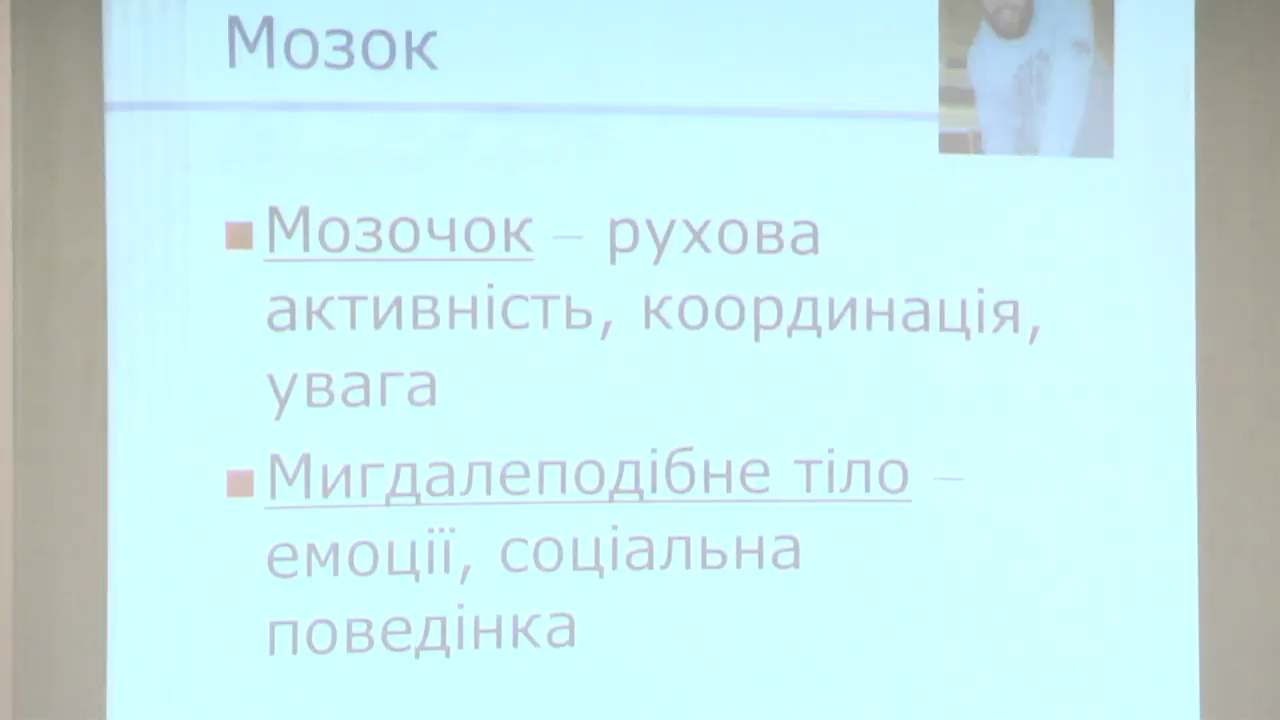 Мозок
Мозочок – рухова
активність, координація,
увага
Мигдалеподібне тіло –
емоції, соціальна
поведінка